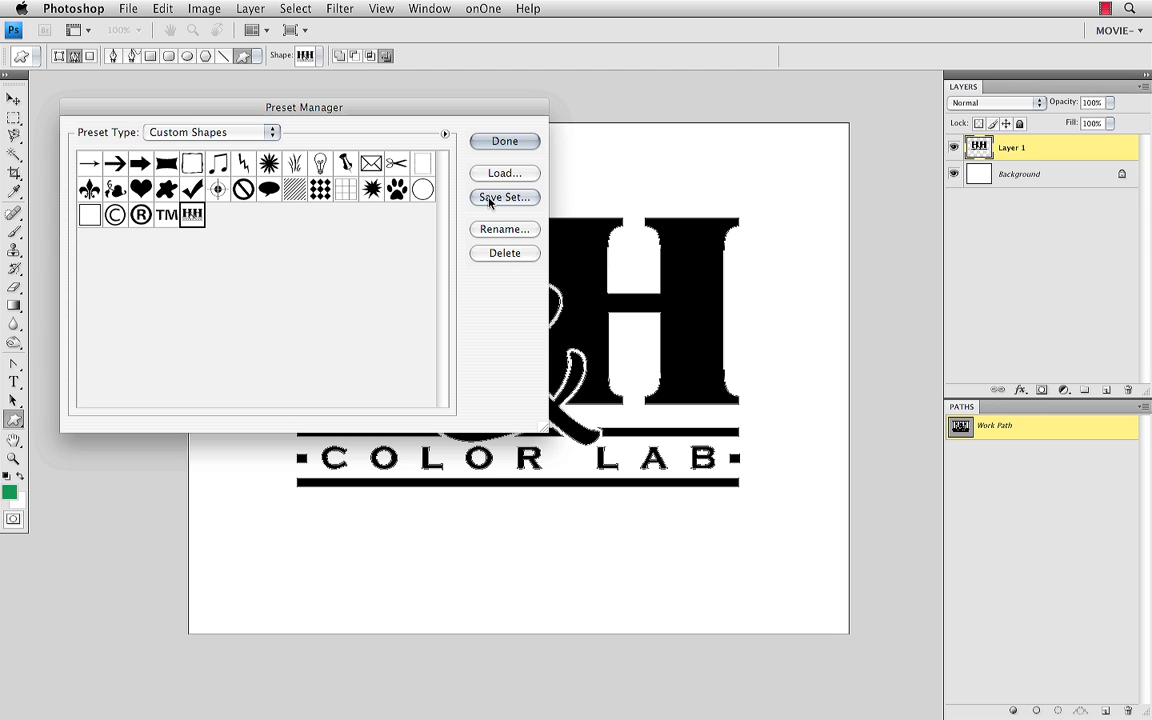 Photoshop File Edit Image Layer Select Filter View Window onOne Help
Ps Br 100% MOVIE-
Shape:
Preset Manager
Preset Type: Custom Shapes
Done
Load...
Save Set...
Rename...
Delete
© ® TM
H
COLOR LAB
LAYERS
Normal Opacity: 100%
Lock: Fill: 100%
Layer 1
Background
PATHS
Work Path
T